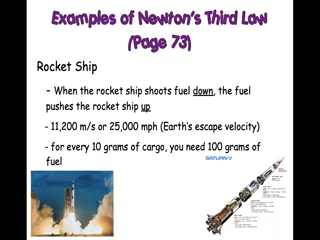 Examples of Newton's Third Law
(Page 73)
Rocket Ship
- When the rocket ship shoots fuel down, the fuel
pushes the rocket ship up
- 11,200 m/s or 25,000 mph (Earth's escape velocity)
- for every 10 grams of cargo, you need 100 grams of
fuel
SATURN V